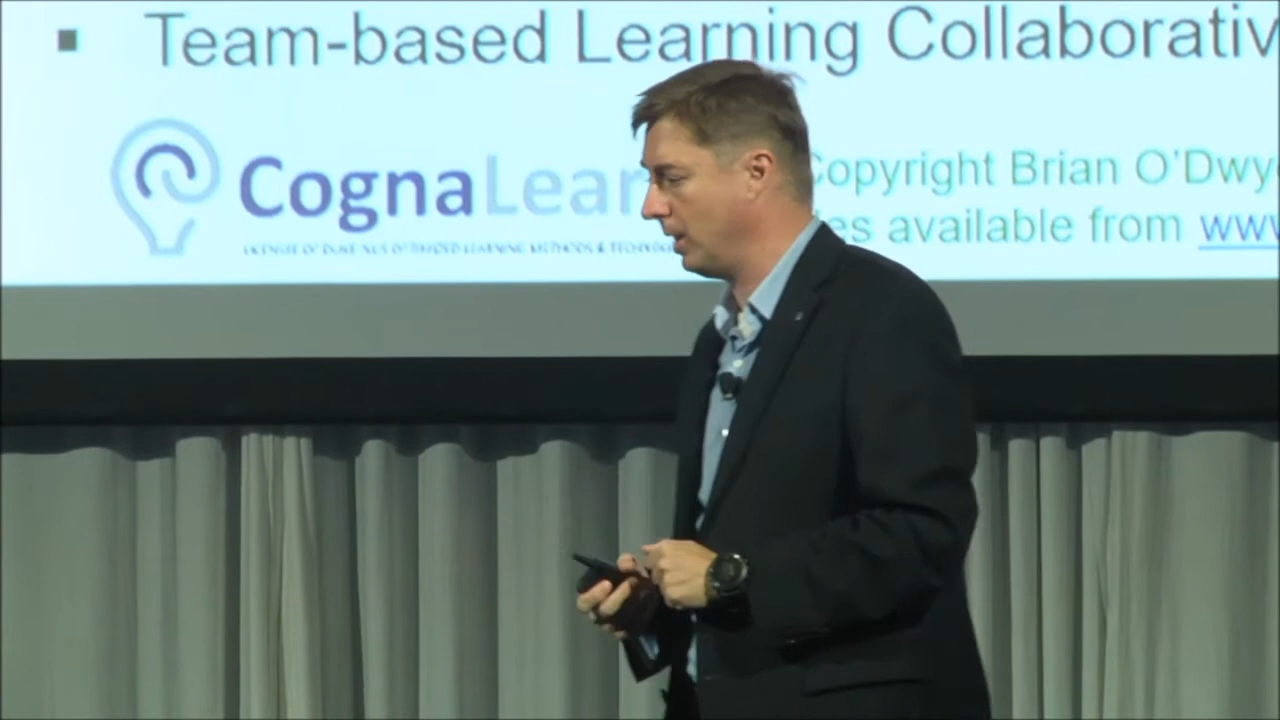 ▪ Team-based Learning Collaborativ
CognaLear
Copyright Brian O'Dwy
es available from www